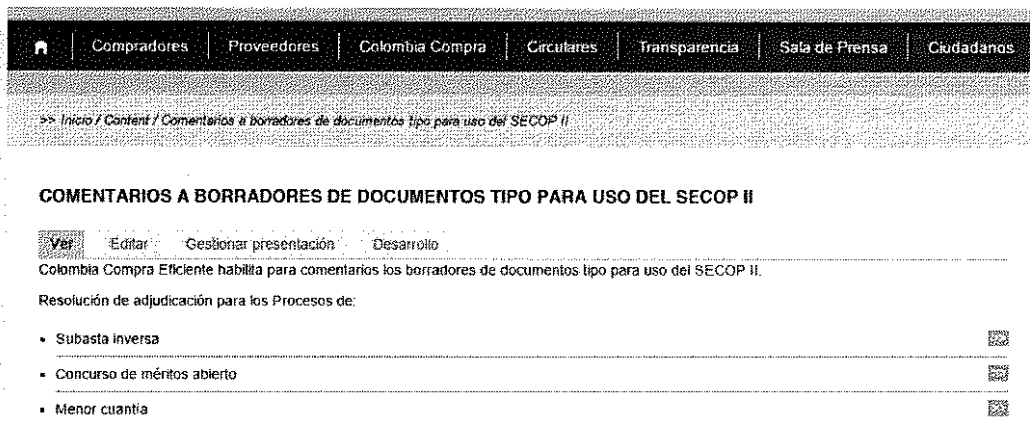 Compradores Proveedores Colombia Compra Circulares Transparencia Sala de Prensa Ciudadanos
>> Inicio / Content / Comentarios a borradores de documentos tipo para uso del SECOP II
COMENTARIOS A BORRADORES DE DOCUMENTOS TIPO PARA USO DEL SECOP II
Ver Editar Gestionar presentación Desarrollo
Colombia Compra Eficiente habilita para comentarios los borradores de documentos tipo para uso del SECOP II.
Resolución de adjudicación para los Procesos de:
• Subasta inversa
• Concurso de méritos abierto
• Menor cuantía